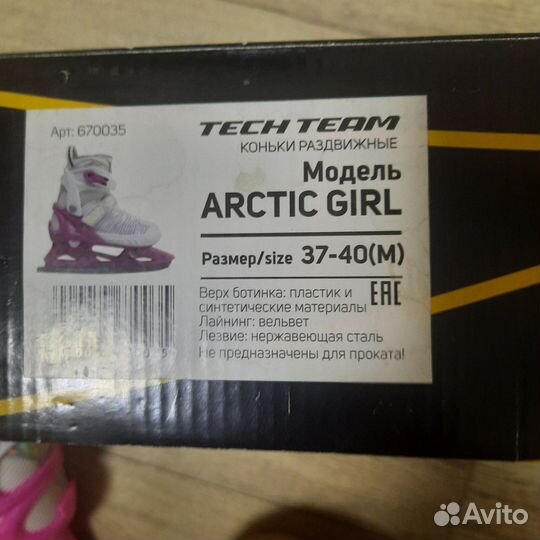 Арт: 670035
TECH TEAM
КОНЬКИ РАЗДВИЖНЫЕ
Модель
ARCTIC GIRL
Размер/size 37-40(M)
Верх ботинка: пластик и
синтетические материалы
Лайнинг: вельвет
Лезвие: нержавеющая сталь
Не предназначены для проката!
EAC
Avito